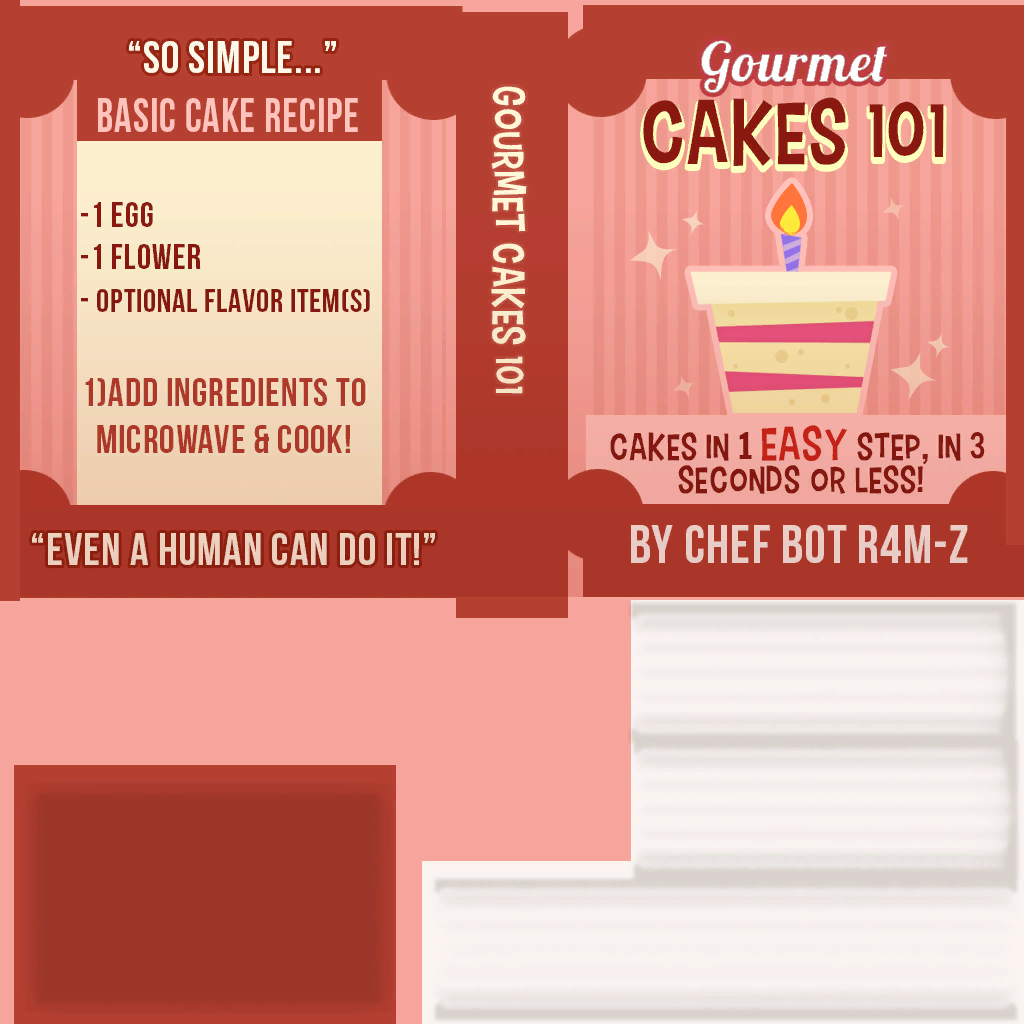 “SO SIMPLE...”
BASIC CAKE RECIPE
-1 EGG
-1 FLOWER
- OPTIONAL FLAVOR ITEM(S)
1)ADD INGREDIENTS TO
MICROWAVE & COOK!
“EVEN A HUMAN CAN DO IT!”
GOURMET CAKES 101
Gourmet
CAKES 101
CAKES IN 1 EASY STEP, IN 3
SECONDS OR LESS!
BY CHEF BOT R4M-Z